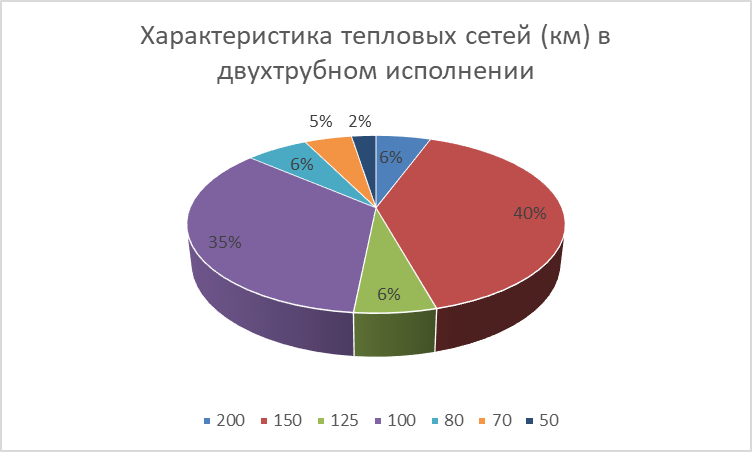 Характеристика тепловых сетей (км) в
двухтрубном исполнении
5%
2%
6%
6%
40%
35%
6%
200 150 125 100 80 70 50